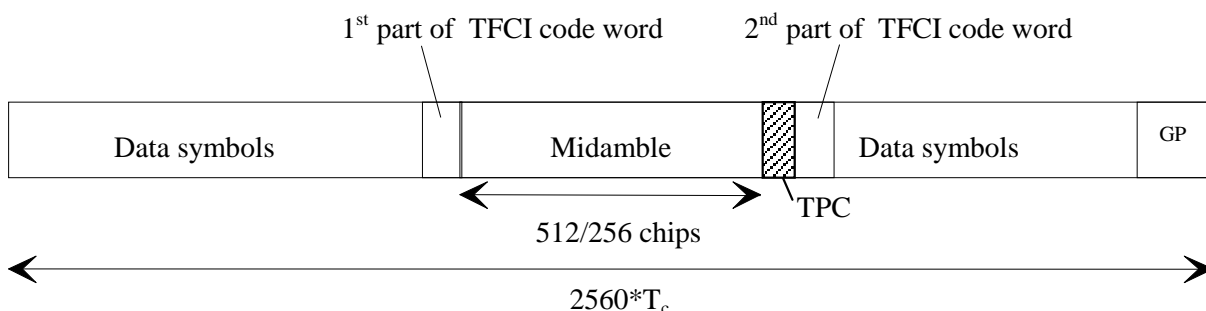 1st part of TFCI code word
2nd part of TFCI code word
Data symbols
Midamble
Data symbols
GP
TPC
512/256 chips
2560*Tc